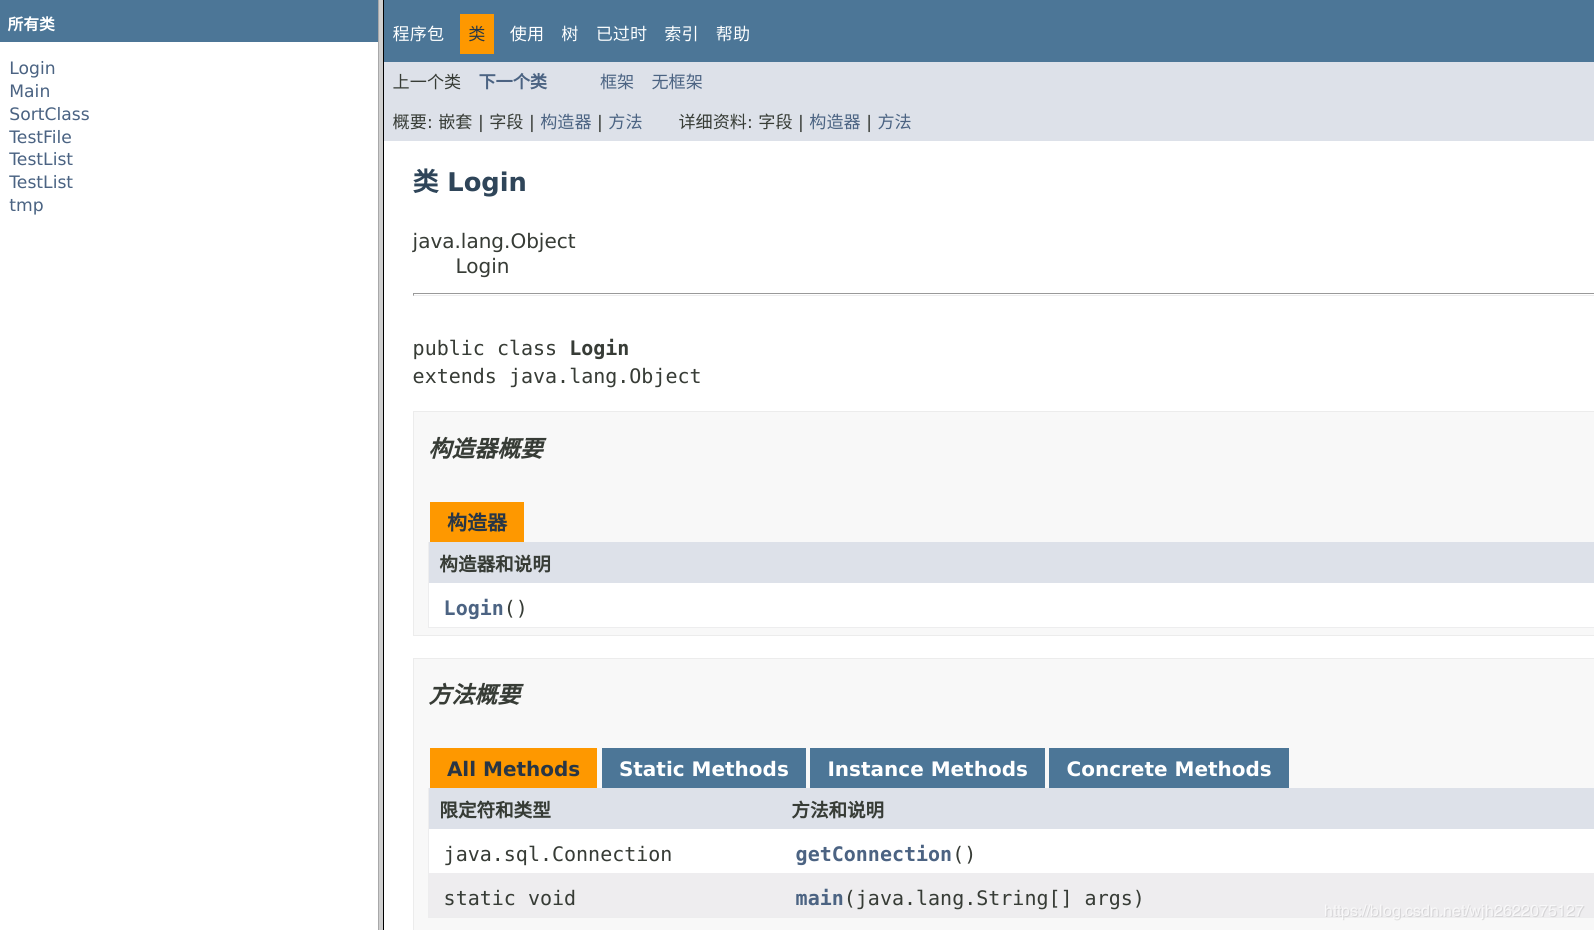 所有类
Login
Main
SortClass
TestFile
TestList
TestList
tmp
程序包 类 使用 树 已过时 索引 帮助
上一个类 下一个类 框架 无框架
概要: 嵌套 | 字段 | 构造器 | 方法 详细资料: 字段 | 构造器 | 方法
类 Login
java.lang.Object
Login
public class Login
extends java.lang.Object
构造器概要
构造器
构造器和说明
Login()
方法概要
All Methods Static Methods Instance Methods Concrete Methods
限定符和类型 方法和说明
java.sql.Connection getConnection()
static void main(java.lang.String[] args)
https://blog.csdn.net/wjh2622075127